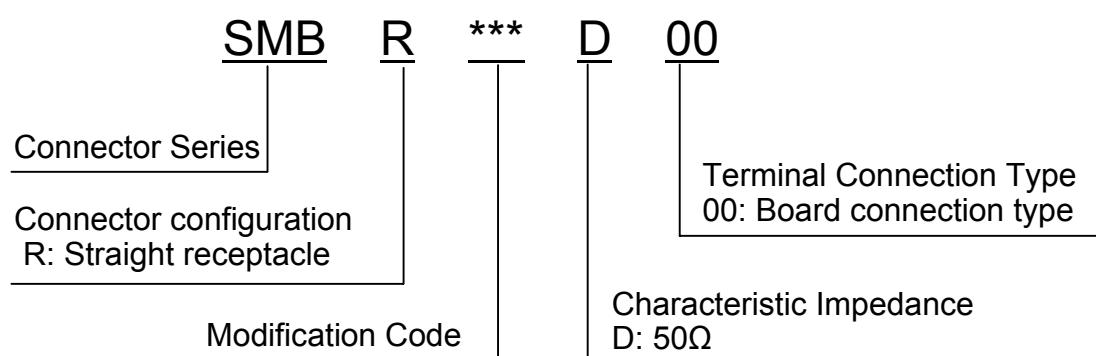 SMB R *** D 00
Connector Series
Connector configuration
R: Straight receptacle
Modification Code
Terminal Connection Type
00: Board connection type
Characteristic Impedance
D: 50Ω